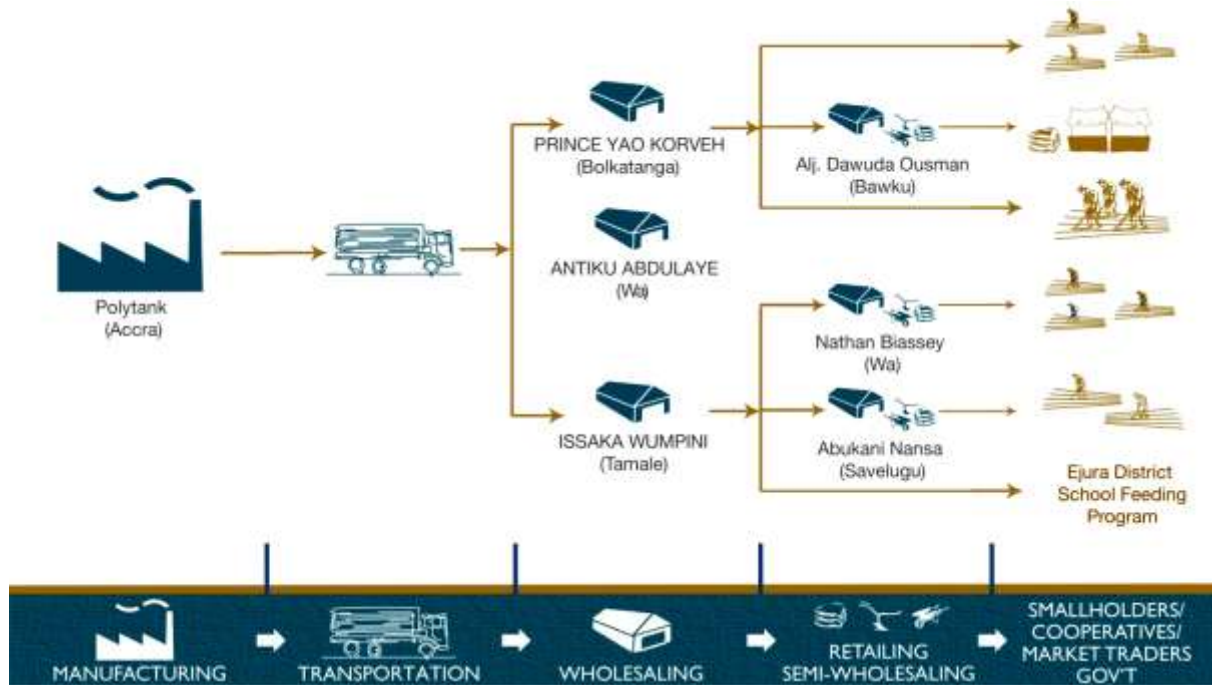 Polytank
(Accra)
PRINCE YAO KORVEH
(Bolkatanga)
ANTIKU ABDULAYE
(Wa)
ISSAKA WUMPINI
(Tamale)
Alj. Dawuda Ousman
(Bawku)
Nathan Biassey
(Wa)
Abukani Nansa
(Savelugu)
Ejura District
School Feeding
Program
MANUFACTURING
TRANSPORTATION
WHOLESALING
RETAILING
SEMI-WHOLESALING
SMALLHOLDERS/
COOPERATIVES/
MARKET TRADERS
GOV'T